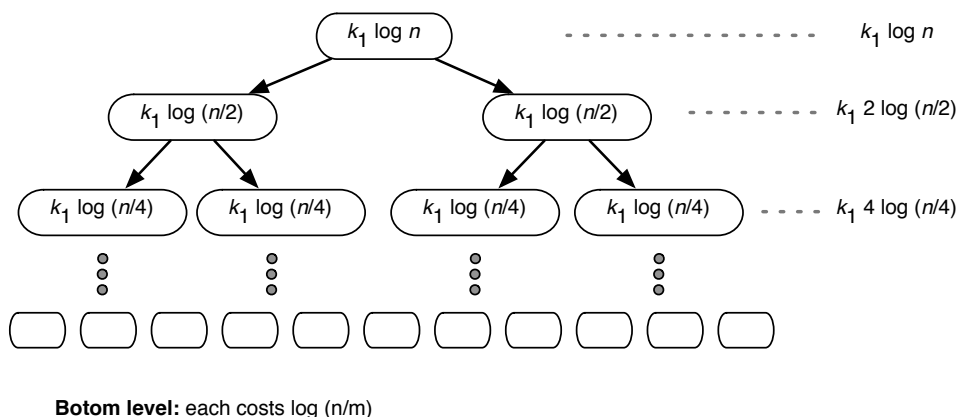 k1 log n
k1 log n
k1 log (n/2)
k1 log (n/2)
k1 2 log (n/2)
k1 log (n/4)
k1 log (n/4)
k1 log (n/4)
k1 log (n/4)
k1 4 log (n/4)
Botom level: each costs log (n/m)